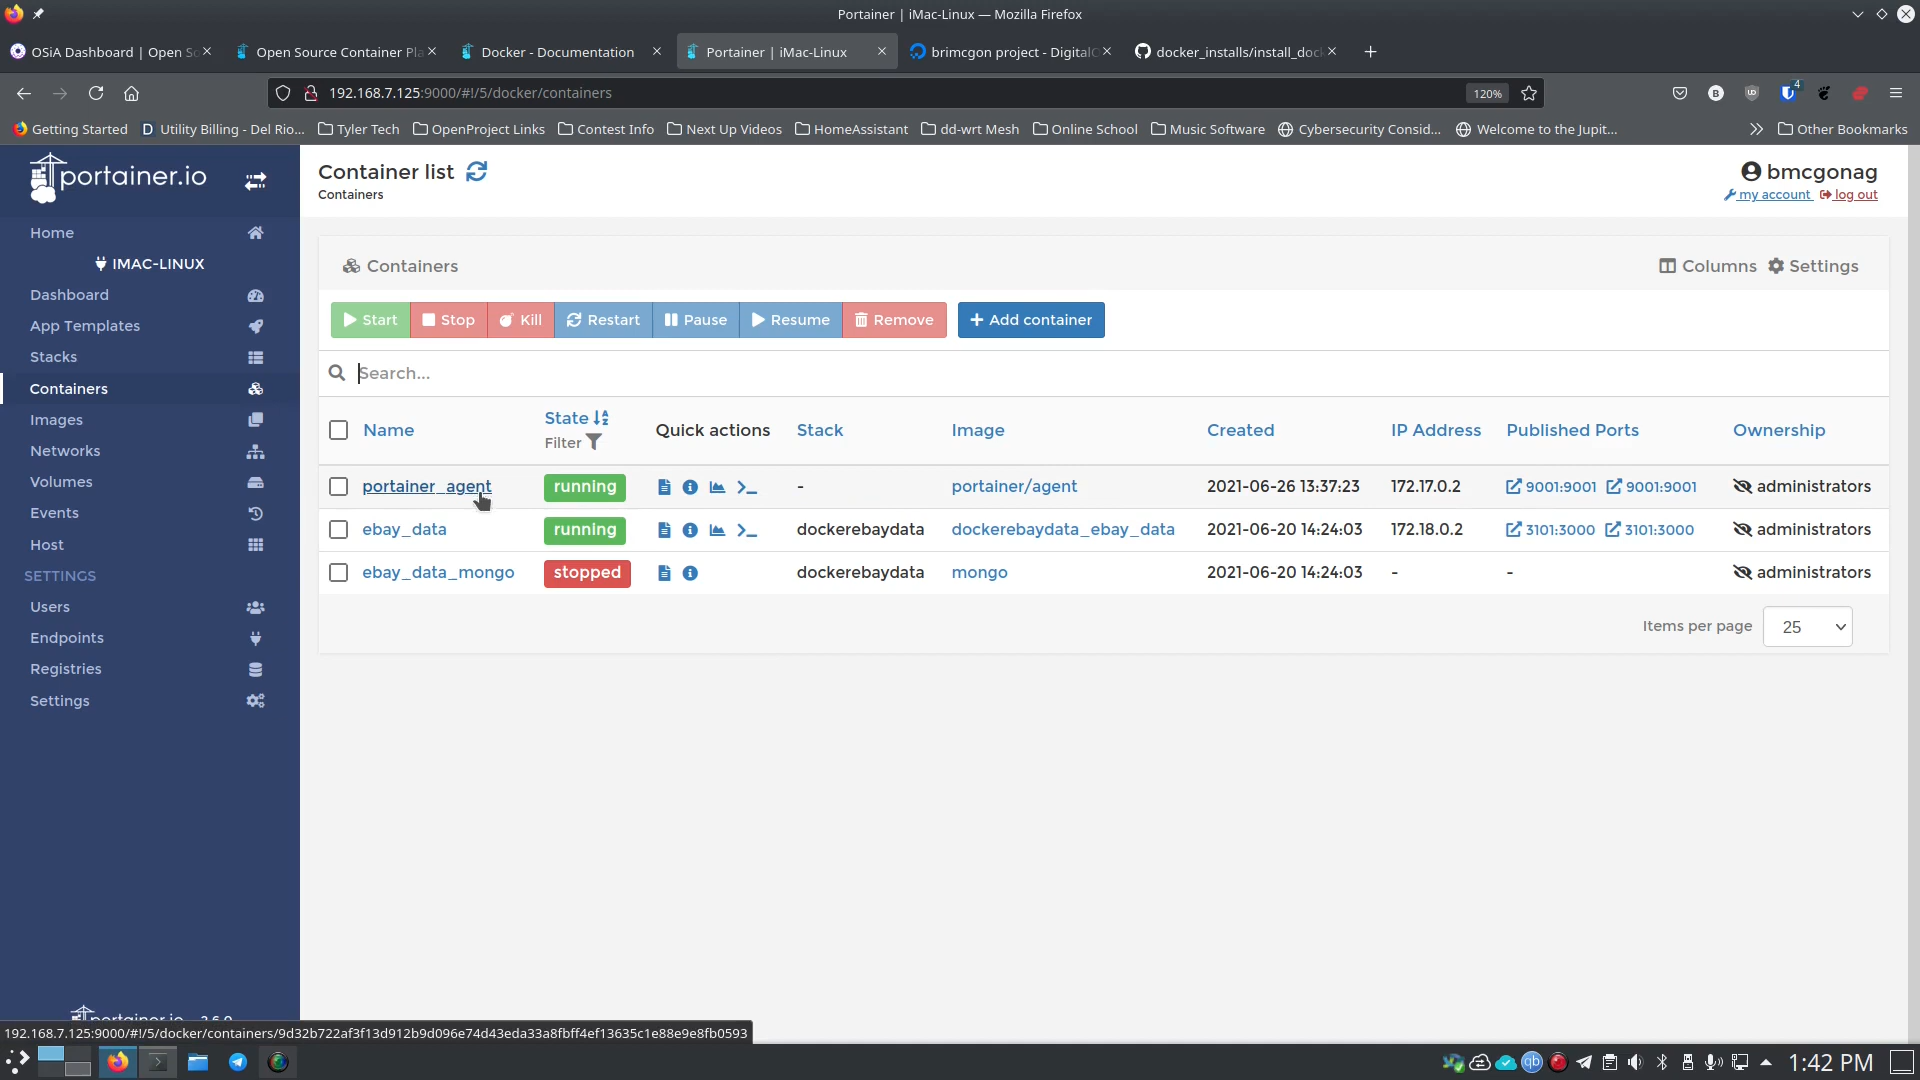 Portainer | iMac-Linux — Mozilla Firefox
OSiA Dashboard | Open S
Open Source Container Pla
Docker - Documentation
Portainer | iMac-Linux
brimcgon project - Digital
docker_installs/install_doc
192.168.7.125:9000/#!/5/docker/containers
120%
4
Getting Started
Utility Billing - Del Rio...
Tyler Tech
OpenProject Links
Contest Info
Next Up Videos
HomeAssistant
dd-wrt Mesh
Online School
Music Software
Cybersecurity Consid...
Welcome to the Jupit...
Other Bookmarks
portainer.io
Home
IMAC-LINUX
Dashboard
App Templates
Stacks
Containers
Images
Networks
Volumes
Events
Host
SETTINGS
Users
Endpoints
Registries
Settings
Container list
Containers
bmcgonag
my account
log out
Containers
Columns
Settings
Start
Stop
Kill
Restart
Pause
Resume
Remove
+ Add container
Search...
Name State Filter Quick actions Stack Image Created IP Address Published Ports Ownership
portainer_agent running - portainer/agent 2021-06-26 13:37:23 172.17.0.2 9001:9001 9001:9001 administrators
ebay_data running dockerebaydata dockerebaydata_ebay_data 2021-06-20 14:24:03 172.18.0.2 3101:3000 3101:3000 administrators
ebay_data_mongo stopped dockerebaydata mongo 2021-06-20 14:24:03 - - administrators
Items per page 25
portainer.io 2.6.0
192.168.7.125:9000/#!/5/docker/containers/9d32b722af3f13d912b9d096e74d43eda33a8fbff4ef13635c1e88e9e8fb0593
1:42 PM